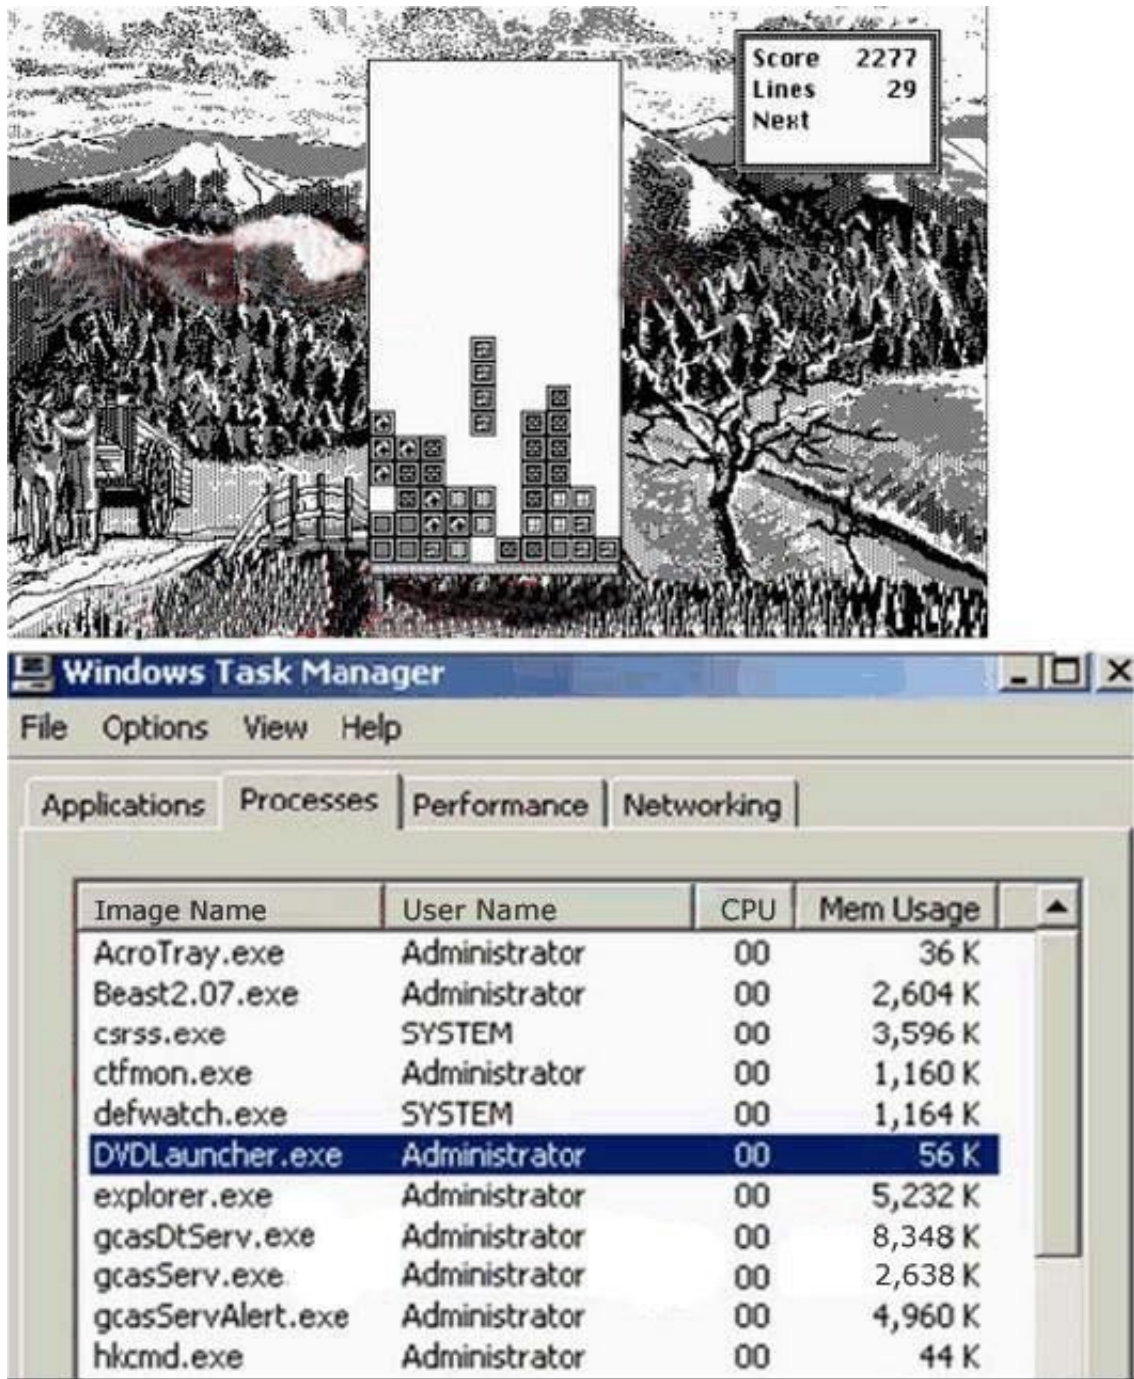 Score 2277
Lines 29
Next
Windows Task Manager
File Options View Help
Applications Processes Performance Networking
Image Name User Name CPU Mem Usage
AcroTray.exe Administrator 00 36 K
Beast2.07.exe Administrator 00 2,604 K
csrss.exe SYSTEM 00 3,596 K
ctfmon.exe Administrator 00 1,160 K
defwatch.exe SYSTEM 00 1,164 K
DVDLauncher.exe Administrator 00 56 K
explorer.exe Administrator 00 5,232 K
gcasDtServ.exe Administrator 00 8,348 K
gcasServ.exe Administrator 00 2,638 K
gcasServAlert.exe Administrator 00 4,960 K
hkcmd.exe Administrator 00 44 K